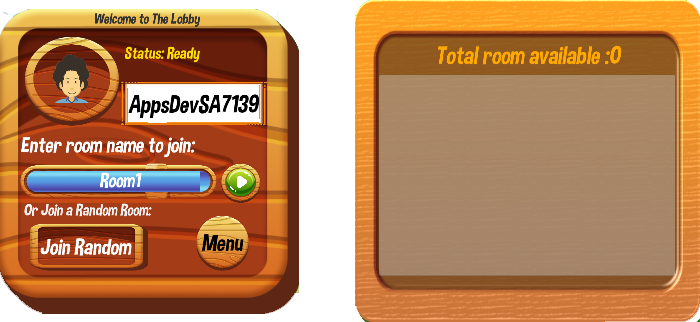 Welcome to The Lobby
Status: Ready
AppsDevSA7139
Enter room name to join:
Room1
Or Join a Random Room:
Join Random
Menu
Total room available :0